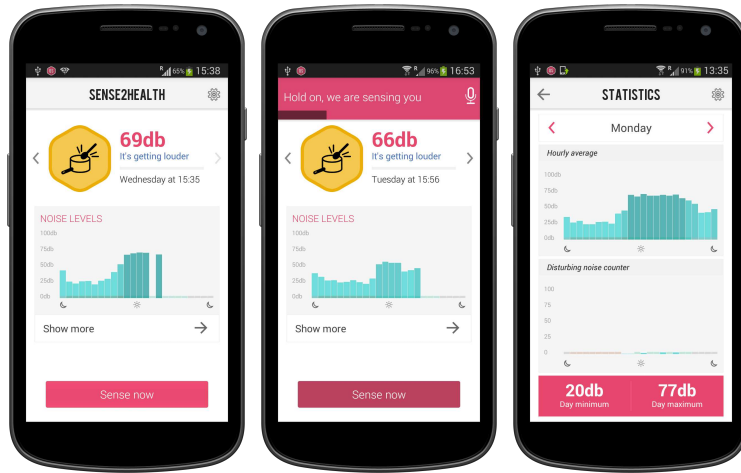 R 65% 15:38
SENSE2HEALTH
69db
It's getting louder
Wednesday at 15:35
NOISE LEVELS
100db
75db
50db
25db
0db
Show more
Sense now
R 96% 16:53
Hold on, we are sensing you
66db
It's getting louder
Tuesday at 15:56
NOISE LEVELS
100db
75db
50db
25db
0db
Show more
Sense now
R 91% 13:35
STATISTICS
Monday
Hourly average
100db
75db
50db
25db
0db
Disturbing noise counter
100
75
50
25
0
20db
Day minimum
77db
Day maximum